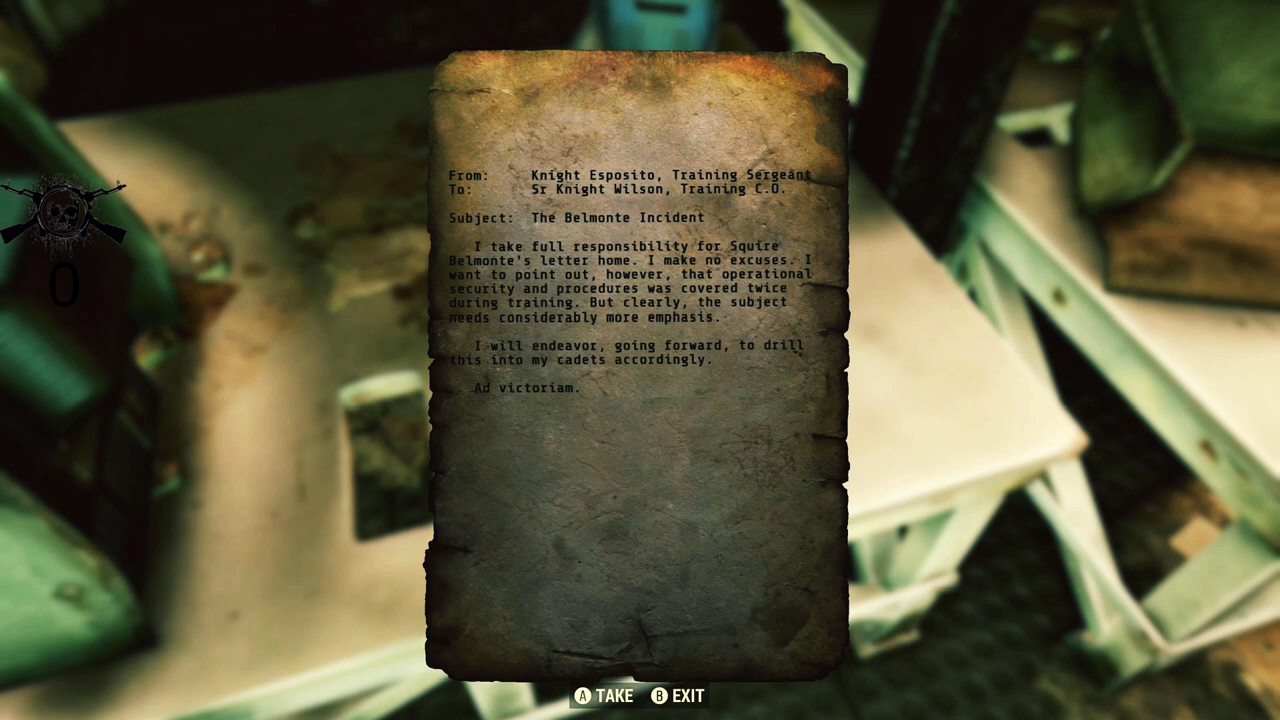 0
From: Knight Esposito, Training Sergeant
To: Sr Knight Wilson, Training C.O.
Subject: The Belmonte Incident
I take full responsibility for Squire
Belmonte's letter home. I make no excuses. I
want to point out, however, that operational
security and procedures was covered twice
during training. But clearly, the subject
needs considerably more emphasis.
I will endeavor, going forward, to drill
this into my cadets accordingly.
Ad victoriam.
A TAKE B EXIT